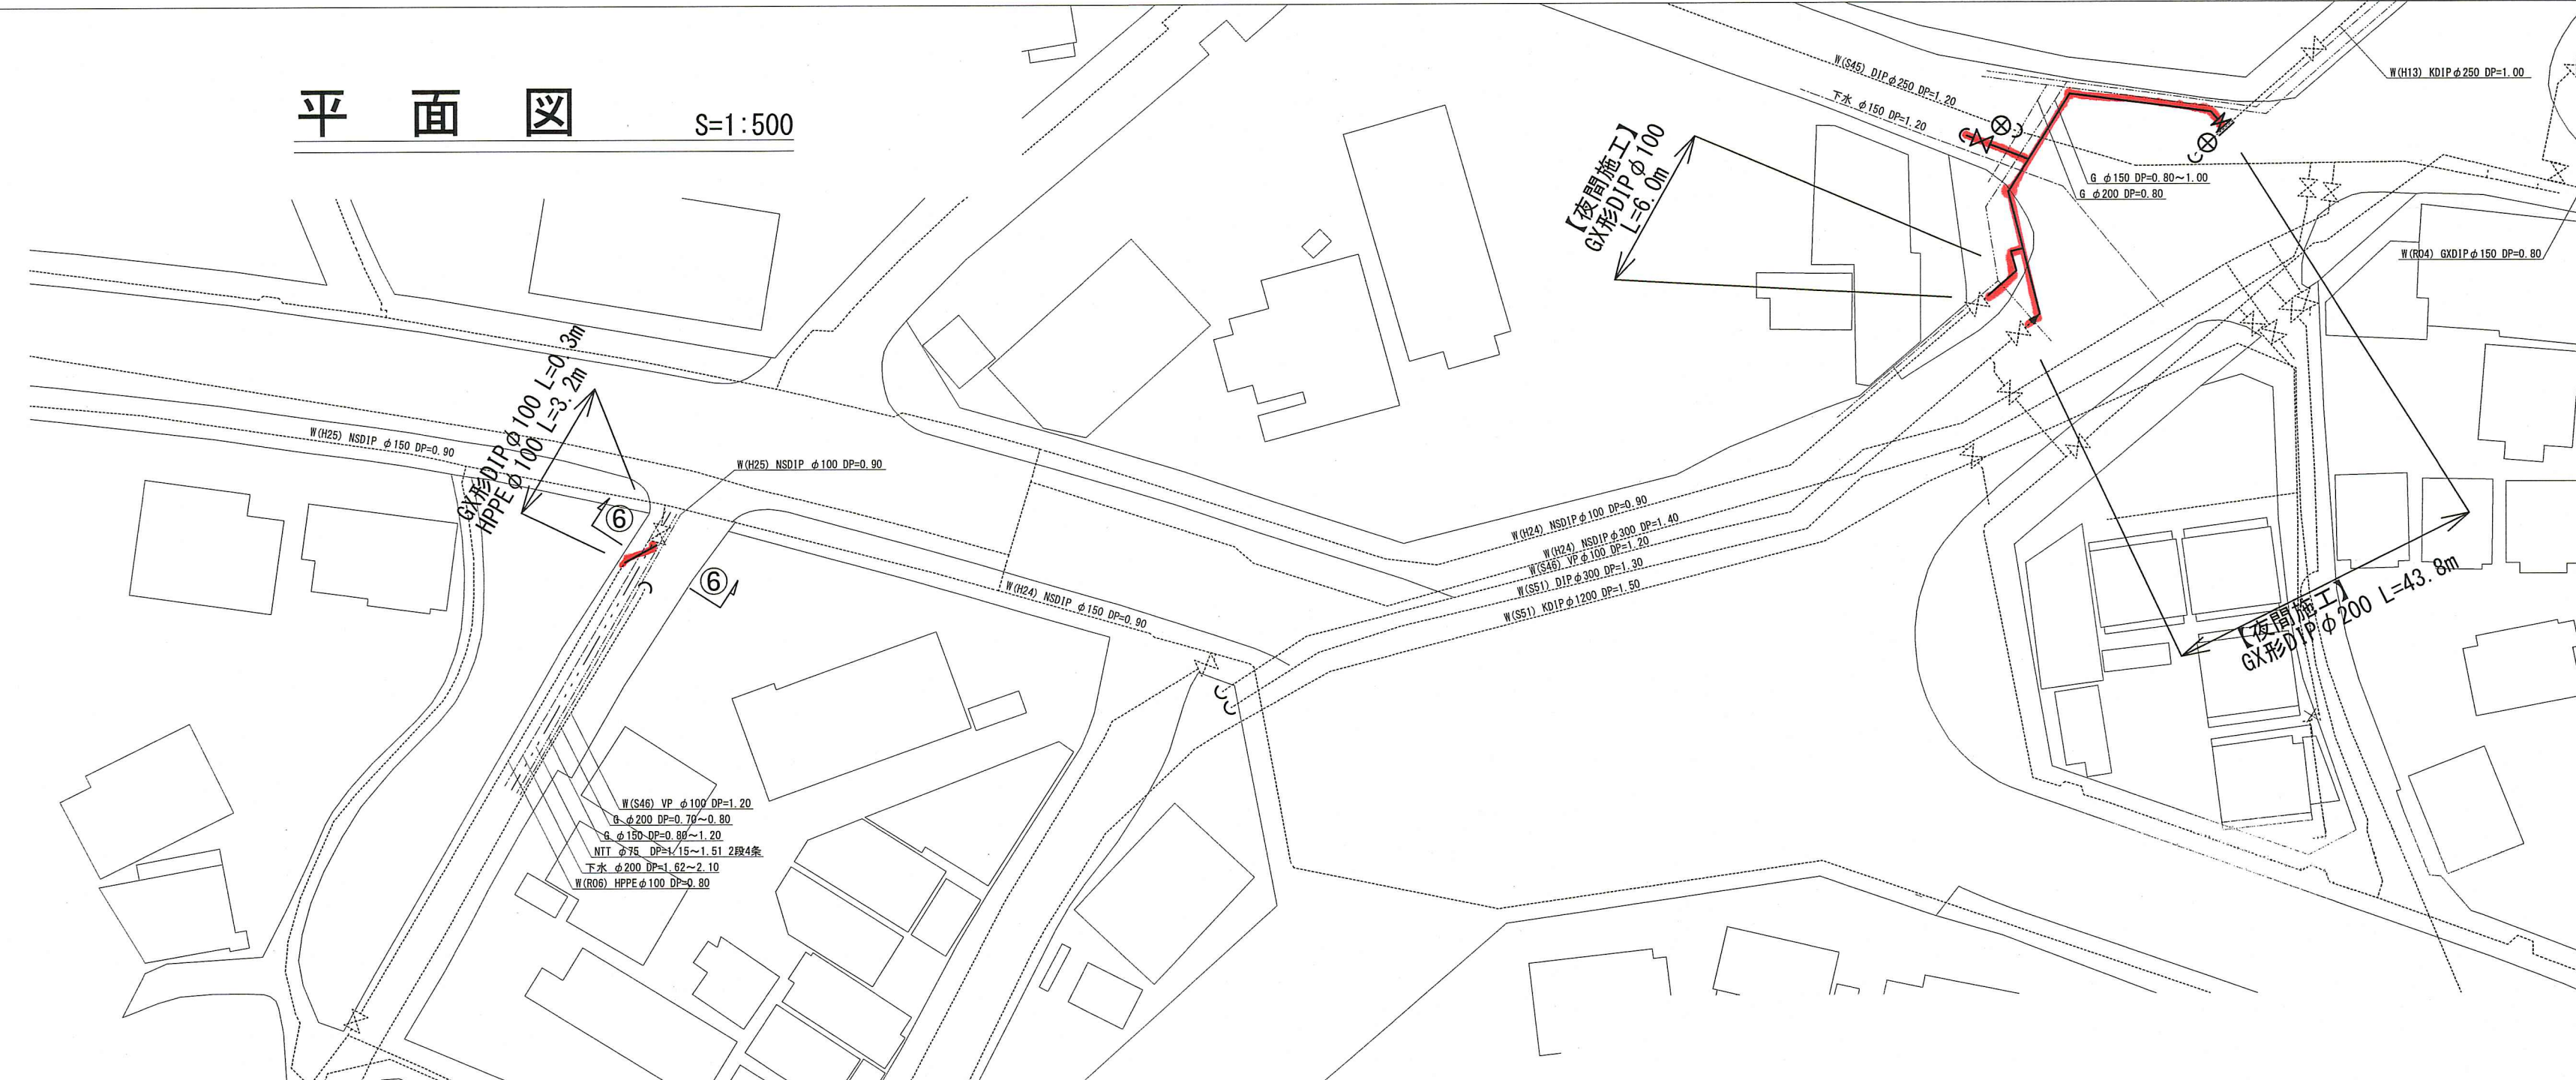 平面図 S=1:500
W(S45) DIPφ250 DP=1.20
下水 φ150 DP=1.20
W(H13) KDIPφ250 DP=1.00
【夜間施工】
GX形DIPφ100
L=6.0m
G φ150 DP=0.80～1.00
G φ200 DP=0.80
W(R04) GXDIPφ150 DP=0.80
GX形DIPφ100 L=0.3m
HPPEφ100 L=3.2m
W(H25) NSDIP φ150 DP=0.90
W(H25) NSDIP φ100 DP=0.90
⑥
⑥
W(H24) NSDIPφ100 DP=0.90
W(H24) NSDIPφ300 DP=1.40
W(S46) VPφ100 DP=1.20
W(S51) DIPφ300 DP=1.30
W(S51) KDIPφ1200 DP=1.50
W(H24) NSDIP φ150 DP=0.90
【夜間施工】
GX形DIPφ200 L=43.8m
W(S46) VP φ100 DP=1.20
G φ200 DP=0.70～0.80
G φ150 DP=0.80～1.20
NTT φ75 DP=1.15～1.51 2段4条
下水 φ200 DP=1.62～2.10
W(R06) HPPEφ100 DP=0.80